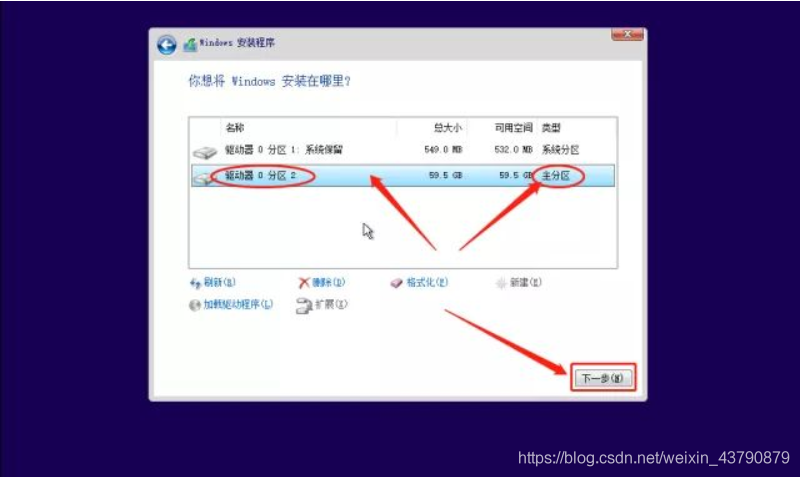 Windows 安装程序
你想将 Windows 安装在哪里?
名称 总大小 可用空间 类型
驱动器 0 分区 1: 系统保留 549.0 MB 532.0 MB 系统分区
驱动器 0 分区 2 59.5 GB 59.5 GB 主分区
刷新(R) 删除(D) 格式化(F) 新建(E)
加载驱动程序(L) 扩展(X)
下一步(N)
https://blog.csdn.net/weixin_43790879